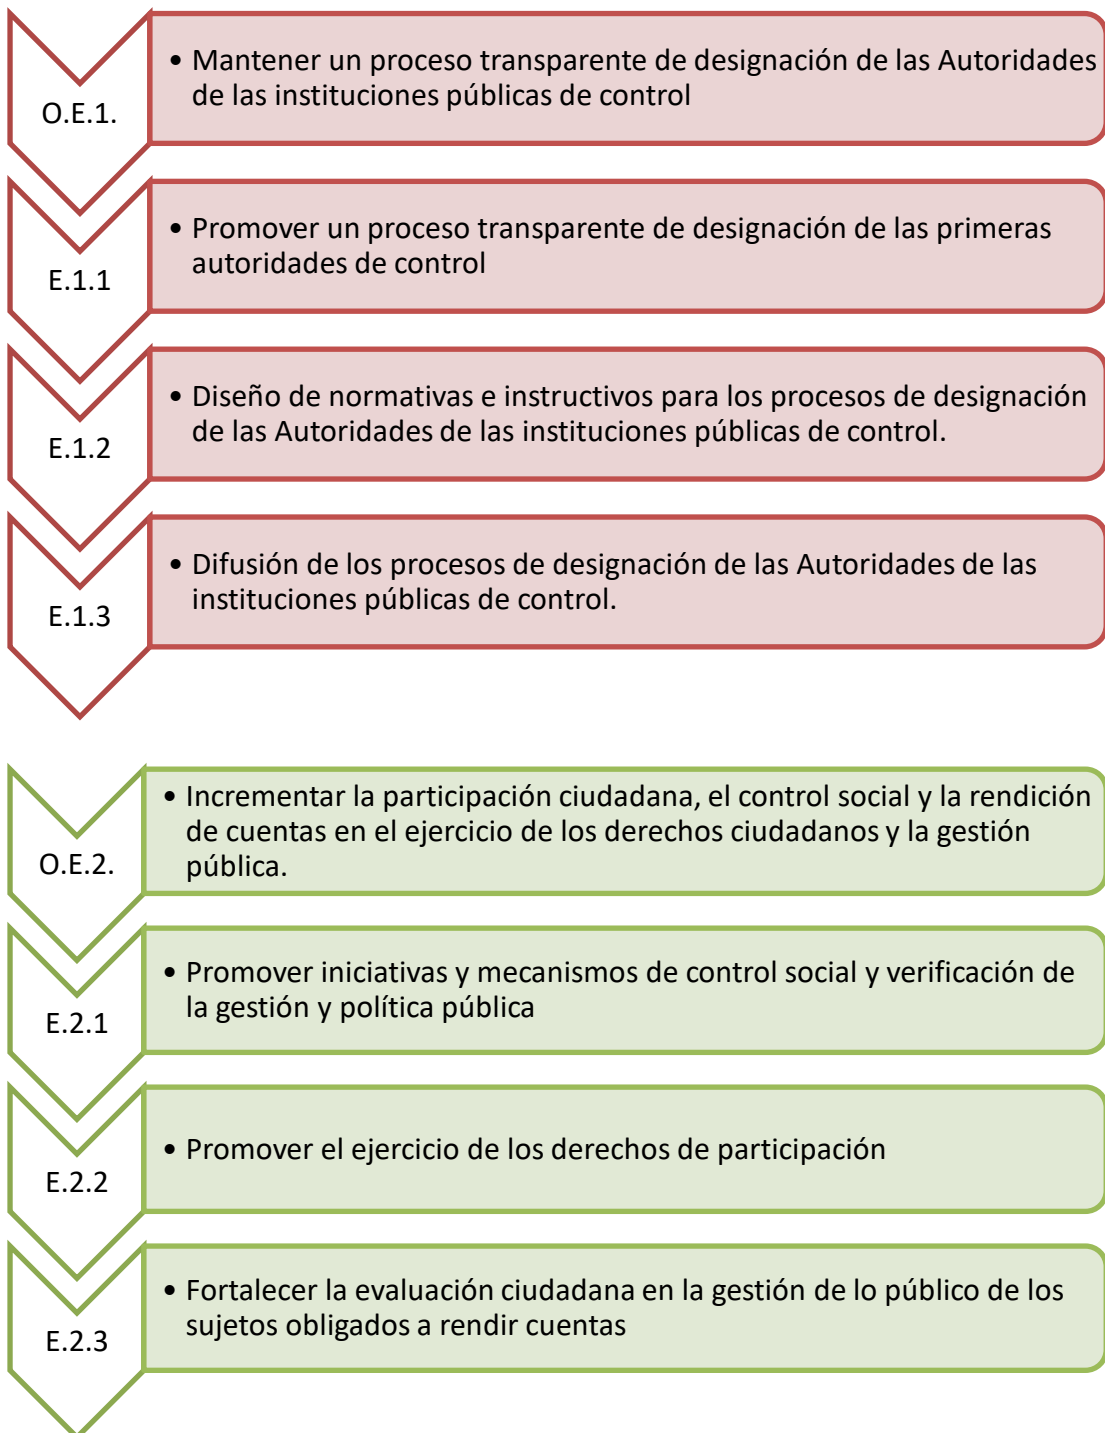 O.E.1.
• Mantener un proceso transparente de designación de las Autoridades
de las instituciones públicas de control
E.1.1
• Promover un proceso transparente de designación de las primeras
autoridades de control
E.1.2
• Diseño de normativas e instructivos para los procesos de designación
de las Autoridades de las instituciones públicas de control.
E.1.3
• Difusión de los procesos de designación de las Autoridades de las
instituciones públicas de control.
O.E.2.
• Incrementar la participación ciudadana, el control social y la rendición
de cuentas en el ejercicio de los derechos ciudadanos y la gestión
pública.
E.2.1
• Promover iniciativas y mecanismos de control social y verificación de
la gestión y política pública
E.2.2
• Promover el ejercicio de los derechos de participación
E.2.3
• Fortalecer la evaluación ciudadana en la gestión de lo público de los
sujetos obligados a rendir cuentas